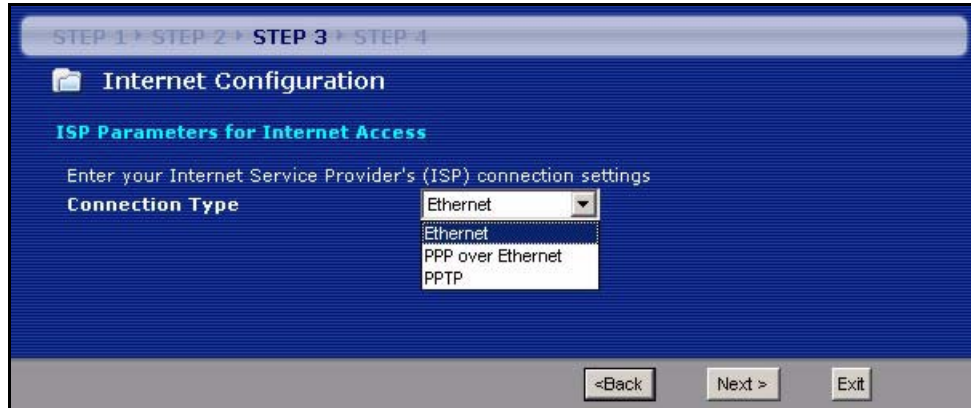 STEP 1 ▸ STEP 2 ▸ STEP 3 ▸ STEP 4
Internet Configuration
ISP Parameters for Internet Access
Enter your Internet Service Provider's (ISP) connection settings
Connection Type Ethernet
Ethernet
PPP over Ethernet
PPTP
<Back Next > Exit